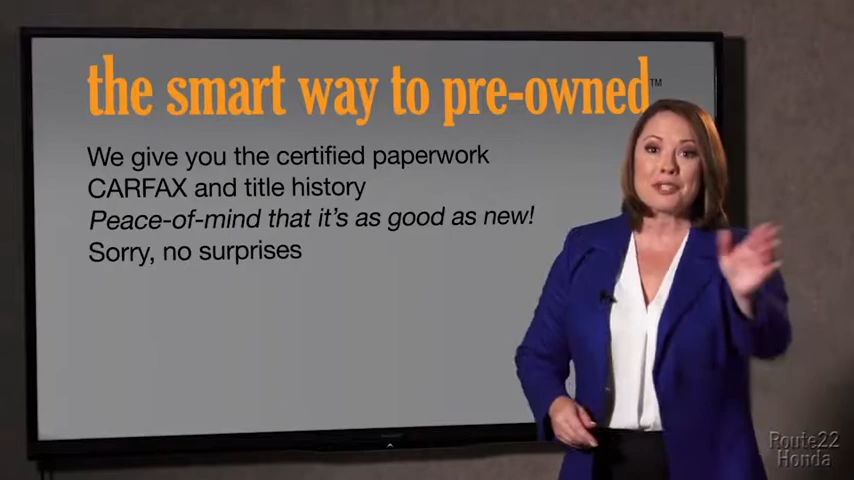 the smart way to pre-owned™
We give you the certified paperwork
CARFAX and title history
Peace-of-mind that it's as good as new!
Sorry, no surprises
Route22
Honda